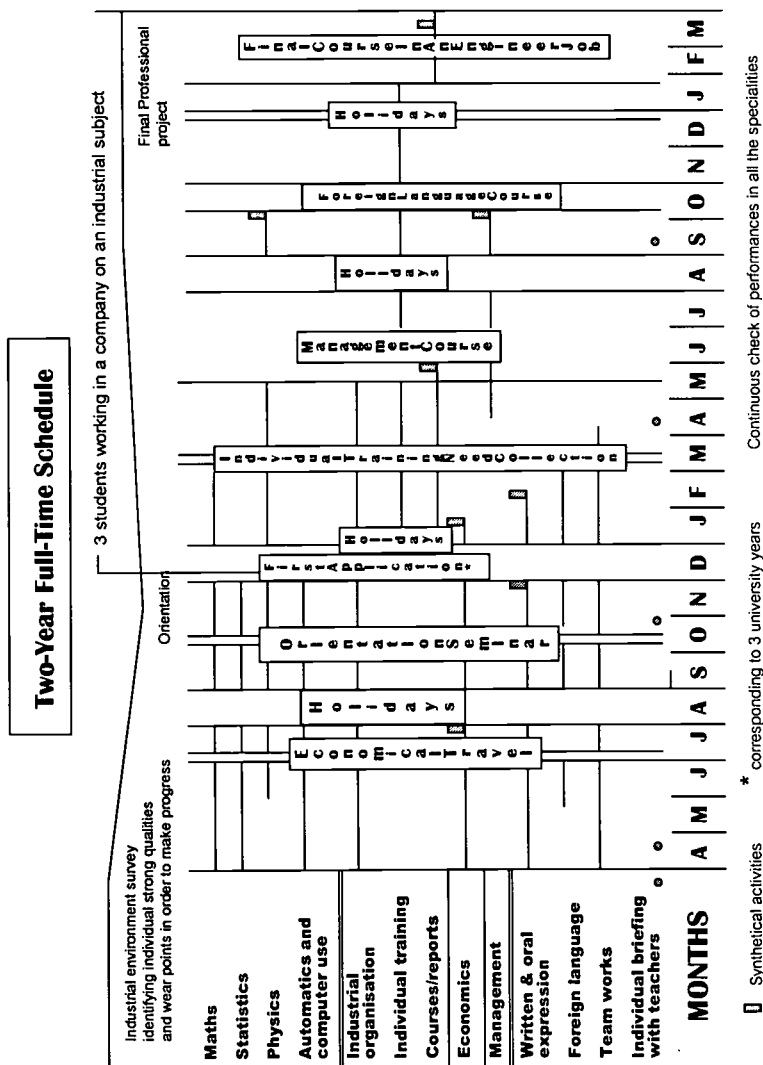 Two-Year Full-Time Schedule
3 students working in a company on an industrial subject
Industrial environment survey
identifying individual strong qualities
and wear points in order to make progress
Orientation
Final Professional
project
Maths
Statistics
Physics
Automatics and
computer use
Industrial
organisation
Individual training
Courses/reports
Economics
Management
Written & oral
expression
Foreign language
Team works
Individual briefing
with teachers
Economical Travel
Holidays
Orientation Seminar
First Application*
Holidays
Individual Training Need Collection
Management Course
Holidays
Foreign Language Course
Holidays
Final Course in An Engineer Job
MONTHS A M J J A S O N D J F M A M J J A S O N D J F M
Synthetical activities
* corresponding to 3 university years
Continuous check of performances in all the specialities